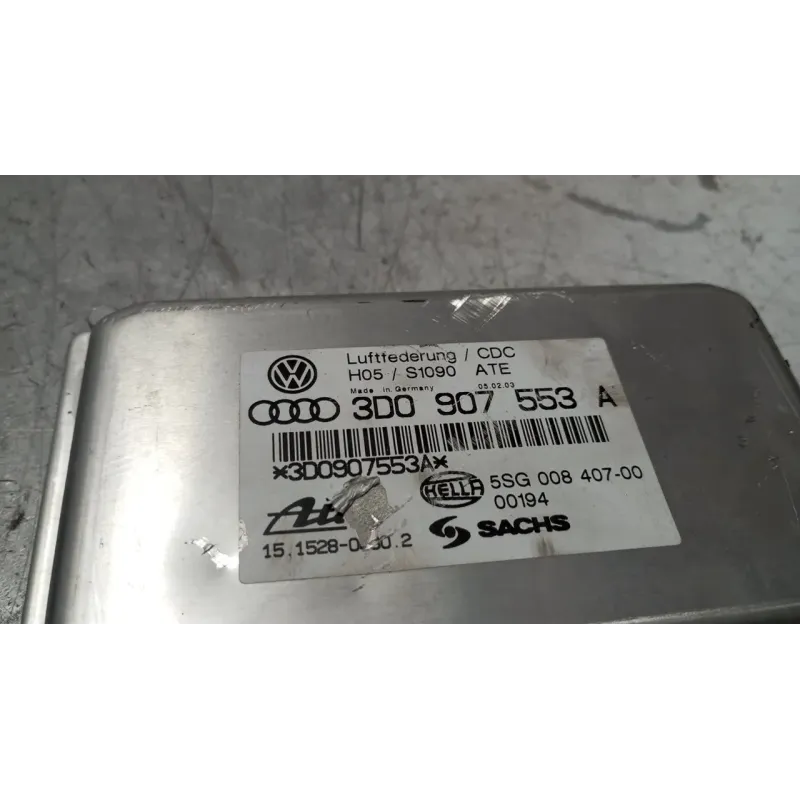 Luftfederung / CDC
H05 / S1090 ATE
Made in Germany 05.02.03
3D0 907 553 A
*3D0907553A*
HELLA 5SG 008 407-00
00194
SACHS